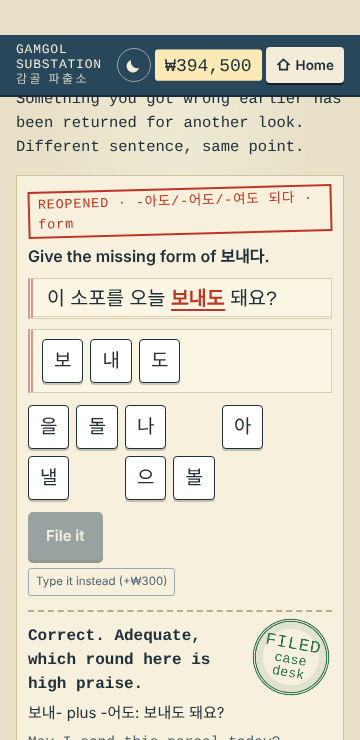 GAMGOL
SUBSTATION
감골 파출소
₩394,500
Home
Something you got wrong earlier has
been returned for another look.
Different sentence, same point.
REOPENED · -아도/-어도/-여도 되다 ·
form
Give the missing form of 보내다.
이 소포를 오늘 보내도 돼요?
보 내 도
을 돌 나 아
낼 으 볼
File it
Type it instead (+₩300)
Correct. Adequate,
which round here is
high praise.
FILED
case
desk
보내- plus -어도: 보내도 돼요?
May I send this parcel today?